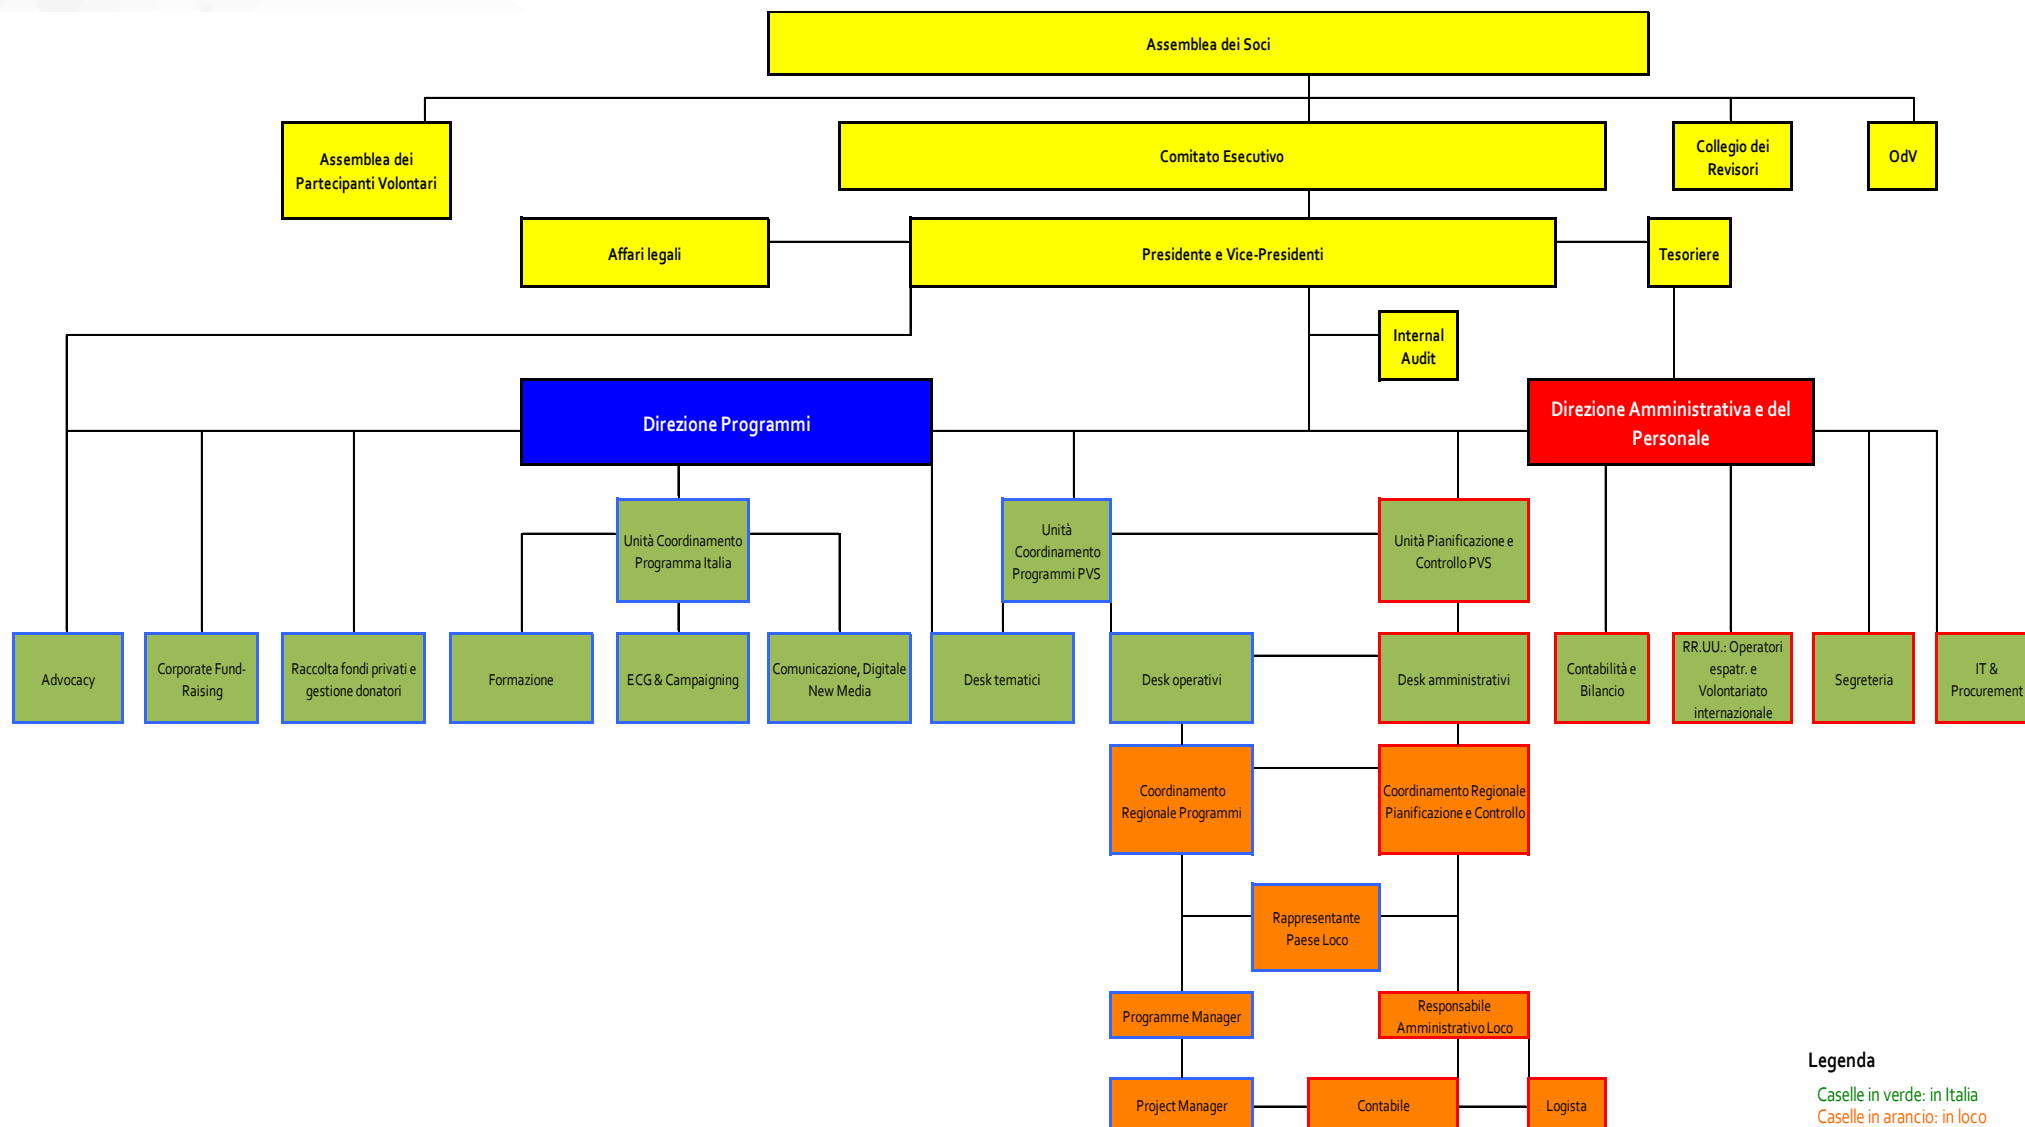 Assemblea dei Soci
Assemblea dei
Partecipanti Volontari
Comitato Esecutivo
Collegio dei
Revisori
OdV
Affari legali
Presidente e Vice-Presidenti
Tesoriere
Internal
Audit
Direzione Programmi
Direzione Amministrativa e del
Personale
Unità Coordinamento
Programma Italia
Unità
Coordinamento
Programmi PVS
Unità Pianificazione e
Controllo PVS
Advocacy
Corporate Fund-
Raising
Raccolta fondi privati e
gestione donatori
Formazione
ECG & Campaigning
Comunicazione, Digitale
New Media
Desk tematici
Desk operativi
Desk amministrativi
Contabilità e
Bilancio
RR.UU.: Operatori
espatr. e
Volontariato
internazionale
Segreteria
IT &
Procurement
Coordinamento
Regionale Programmi
Coordinamento Regionale
Pianificazione e Controllo
Rappresentante
Paese Loco
Programme Manager
Responsabile
Amministrativo Loco
Project Manager
Contabile
Logista
Legenda
Caselle in verde: in Italia
Caselle in arancio: in loco